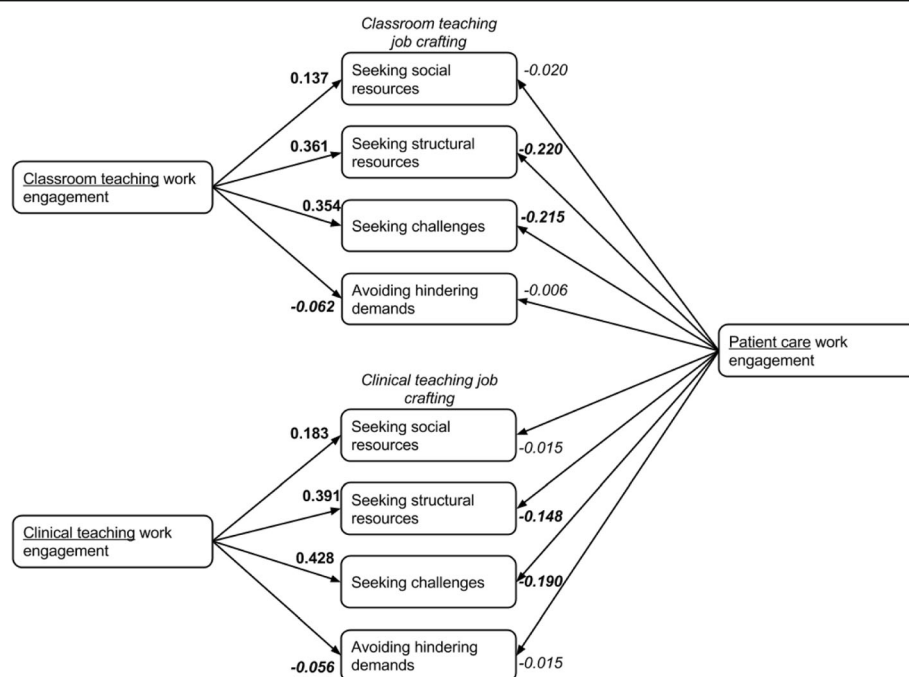 Classroom teaching
job crafting
0.137
Seeking social
resources
-0.020
0.361
Seeking structural
resources
-0.220
Classroom teaching work
engagement
0.354
Seeking challenges
-0.215
-0.062
Avoiding hindering
demands
-0.006
Patient care work
engagement
Clinical teaching job
crafting
0.183
Seeking social
resources
-0.015
0.391
Seeking structural
resources
-0.148
Clinical teaching work
engagement
0.428
Seeking challenges
-0.190
-0.056
Avoiding hindering
demands
-0.015